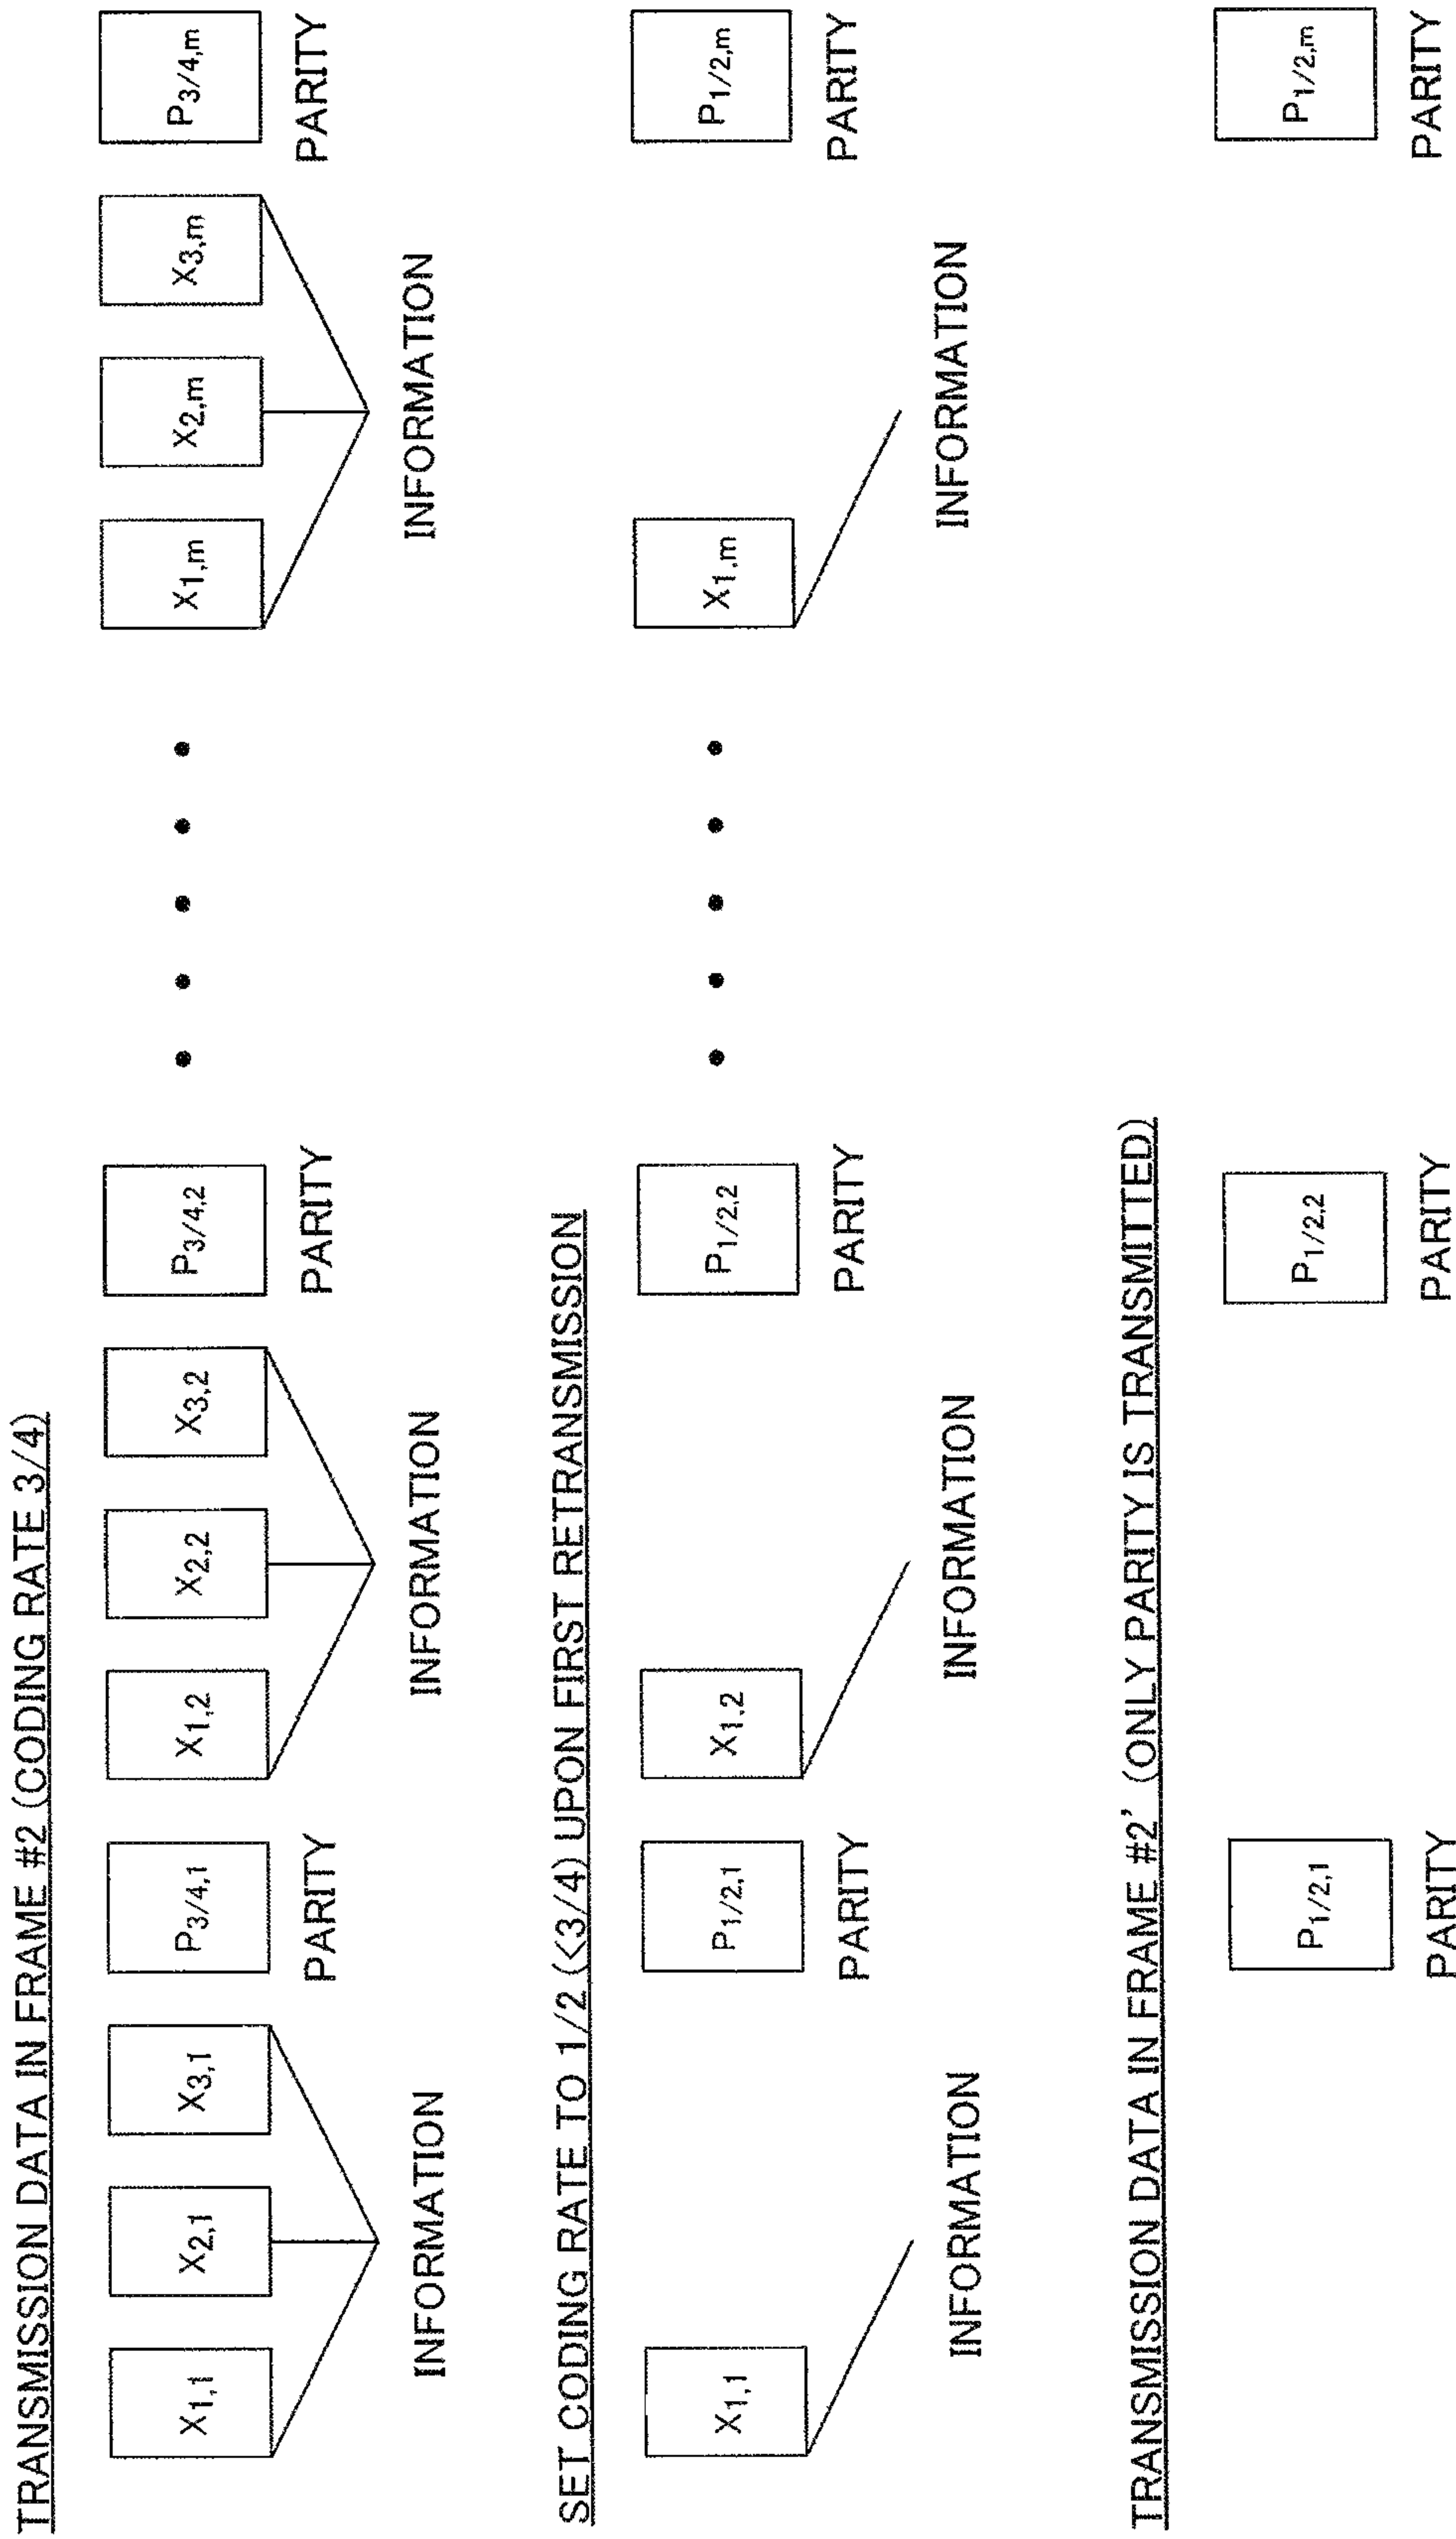 TRANSMISSION DATA IN FRAME #2 (CODING RATE 3/4)
X1,1 X2,1 X3,1 P3/4,1 X1,2 X2,2 X3,2 P3/4,2 • • • • • X1,m X2,m X3,m P3/4,m
INFORMATION PARITY INFORMATION PARITY INFORMATION PARITY
SET CODING RATE TO 1/2 (<3/4) UPON FIRST RETRANSMISSION
X1,1 P1/2,1 X1,2 P1/2,2 • • • • • X1,m P1/2,m
INFORMATION PARITY INFORMATION PARITY INFORMATION PARITY
TRANSMISSION DATA IN FRAME #2' (ONLY PARITY IS TRANSMITTED)
P1/2,1 P1/2,2 P1/2,m
PARITY PARITY PARITY